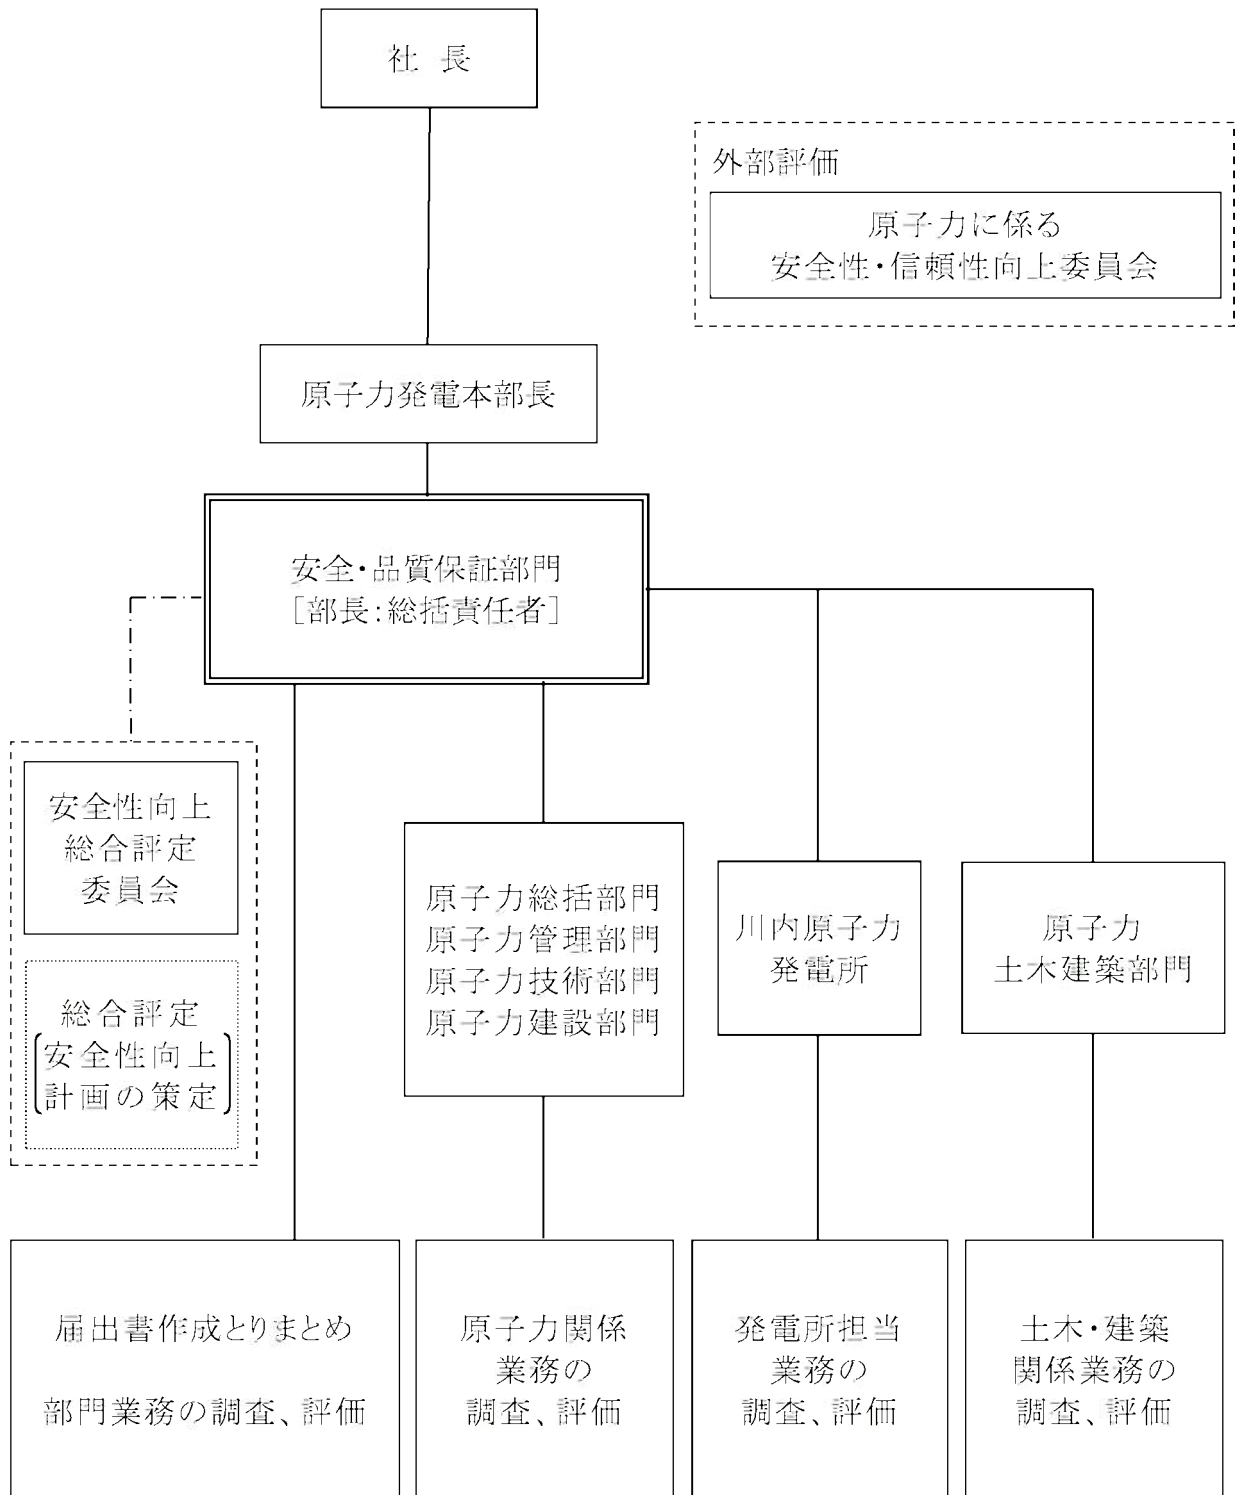 社 長
外部評価
原子力に係る
安全性・信頼性向上委員会
原子力発電本部長
安全・品質保証部門
[部長:総括責任者]
安全性向上
総合評定
委員会
総合評定
安全性向上
計画の策定
原子力総括部門
原子力管理部門
原子力技術部門
原子力建設部門
川内原子力
発電所
原子力
土木建築部門
届出書作成とりまとめ
部門業務の調査、評価
原子力関係
業務の
調査、評価
発電所担当
業務の
調査、評価
土木・建築
関係業務の
調査、評価